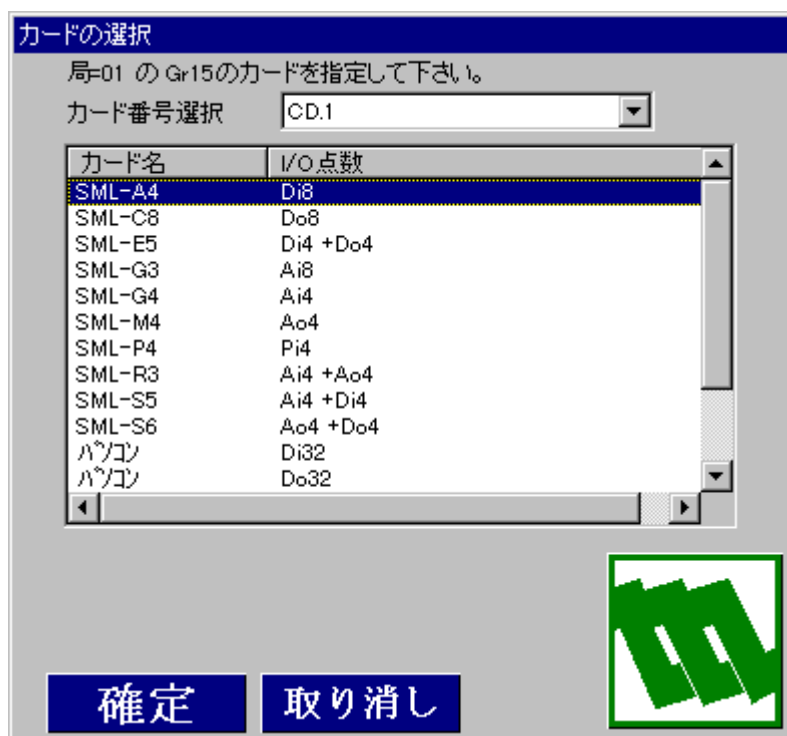 カードの選択
局=01 の Gr15のカードを指定して下さい。
カード番号選択 CD.1
カード名 I/O点数
SML-A4 Di8
SML-C8 Do8
SML-E5 Di4 +Do4
SML-G3 Ai8
SML-G4 Ai4
SML-M4 Ao4
SML-P4 Pi4
SML-R3 Ai4 +Ao4
SML-S5 Ai4 +Di4
SML-S6 Ao4 +Do4
パソコン Di32
パソコン Do32
確定 取り消し